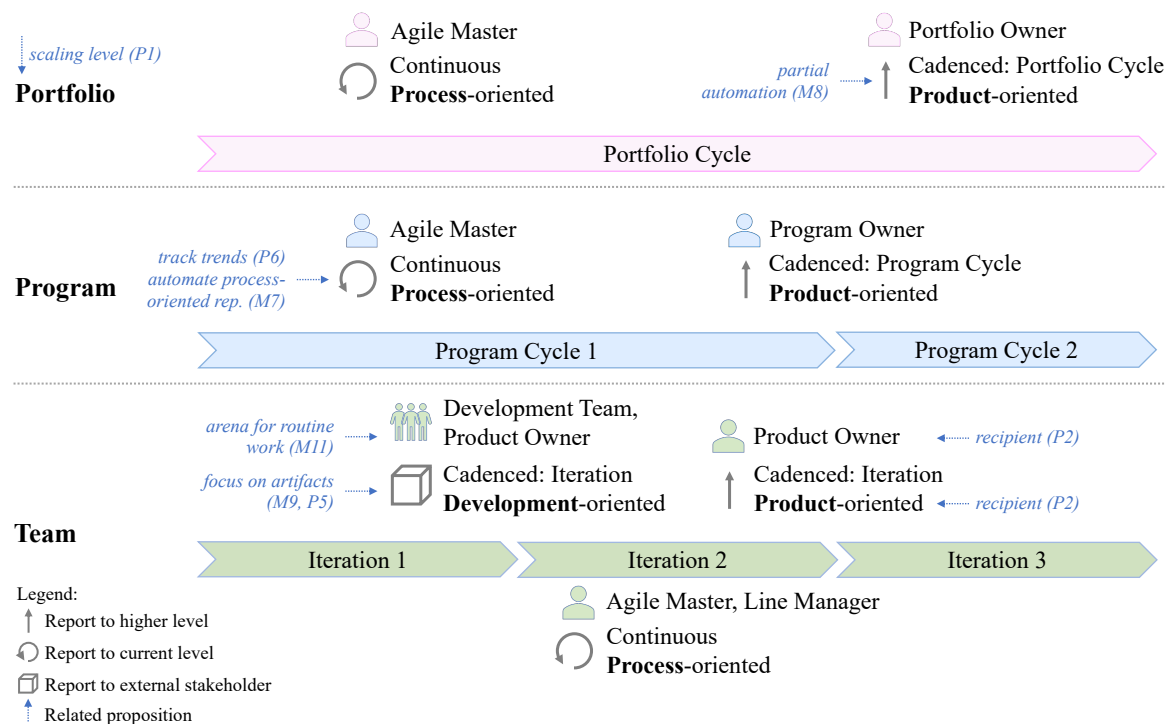 scaling level (P1)
Portfolio
Agile Master
Continuous
Process-oriented
partial
automation (M8)
Portfolio Owner
Cadenced: Portfolio Cycle
Product-oriented
Portfolio Cycle
Program
track trends (P6)
automate process-
oriented rep. (M7)
Agile Master
Continuous
Process-oriented
Program Owner
Cadenced: Program Cycle
Product-oriented
Program Cycle 1
Program Cycle 2
Team
arena for routine
work (M11)
Development Team,
Product Owner
focus on artifacts
(M9, P5)
Cadenced: Iteration
Development-oriented
Product Owner
recipient (P2)
Cadenced: Iteration
Product-oriented
recipient (P2)
Iteration 1
Iteration 2
Iteration 3
Agile Master, Line Manager
Continuous
Process-oriented
Legend:
Report to higher level
Report to current level
Report to external stakeholder
Related proposition